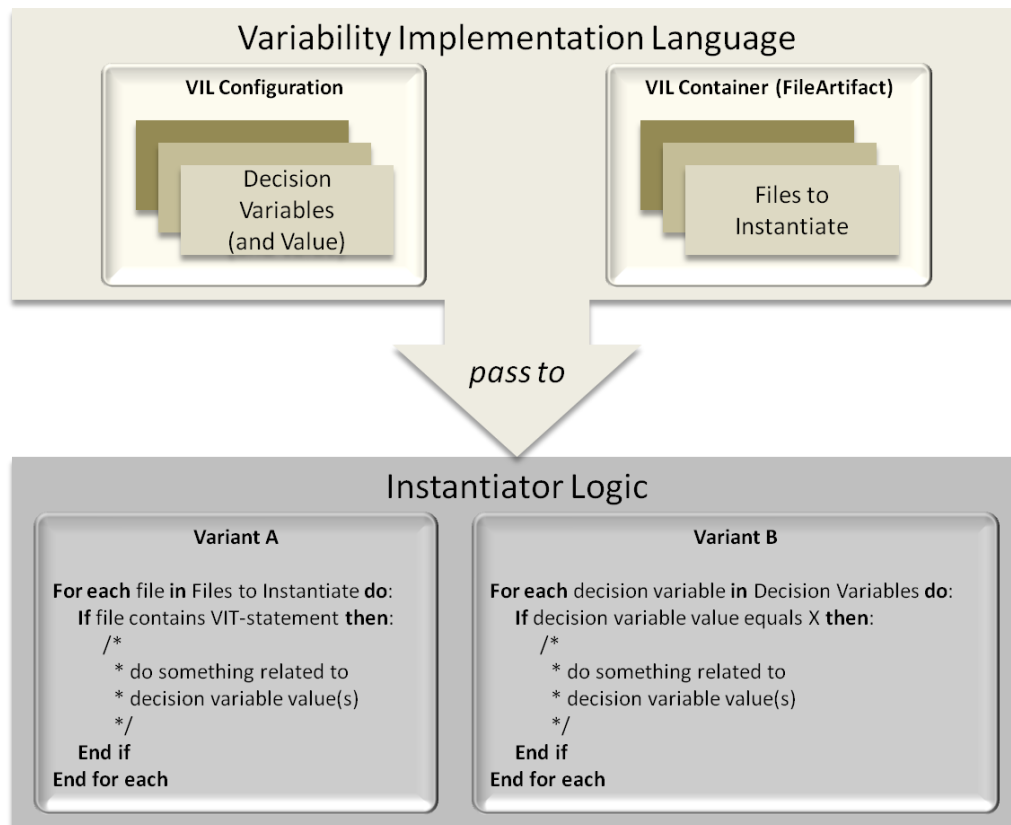 Variability Implementation Language
VIL Configuration
Decision
Variables
(and Value)
VIL Container (FileArtifact)
Files to
Instantiate
pass to
Instantiator Logic
Variant A
For each file in Files to Instantiate do:
If file contains VIT-statement then:
/*
* do something related to
* decision variable value(s)
*/
End if
End for each
Variant B
For each decision variable in Decision Variables do:
If decision variable value equals X then:
/*
* do something related to
* decision variable value(s)
*/
End if
End for each